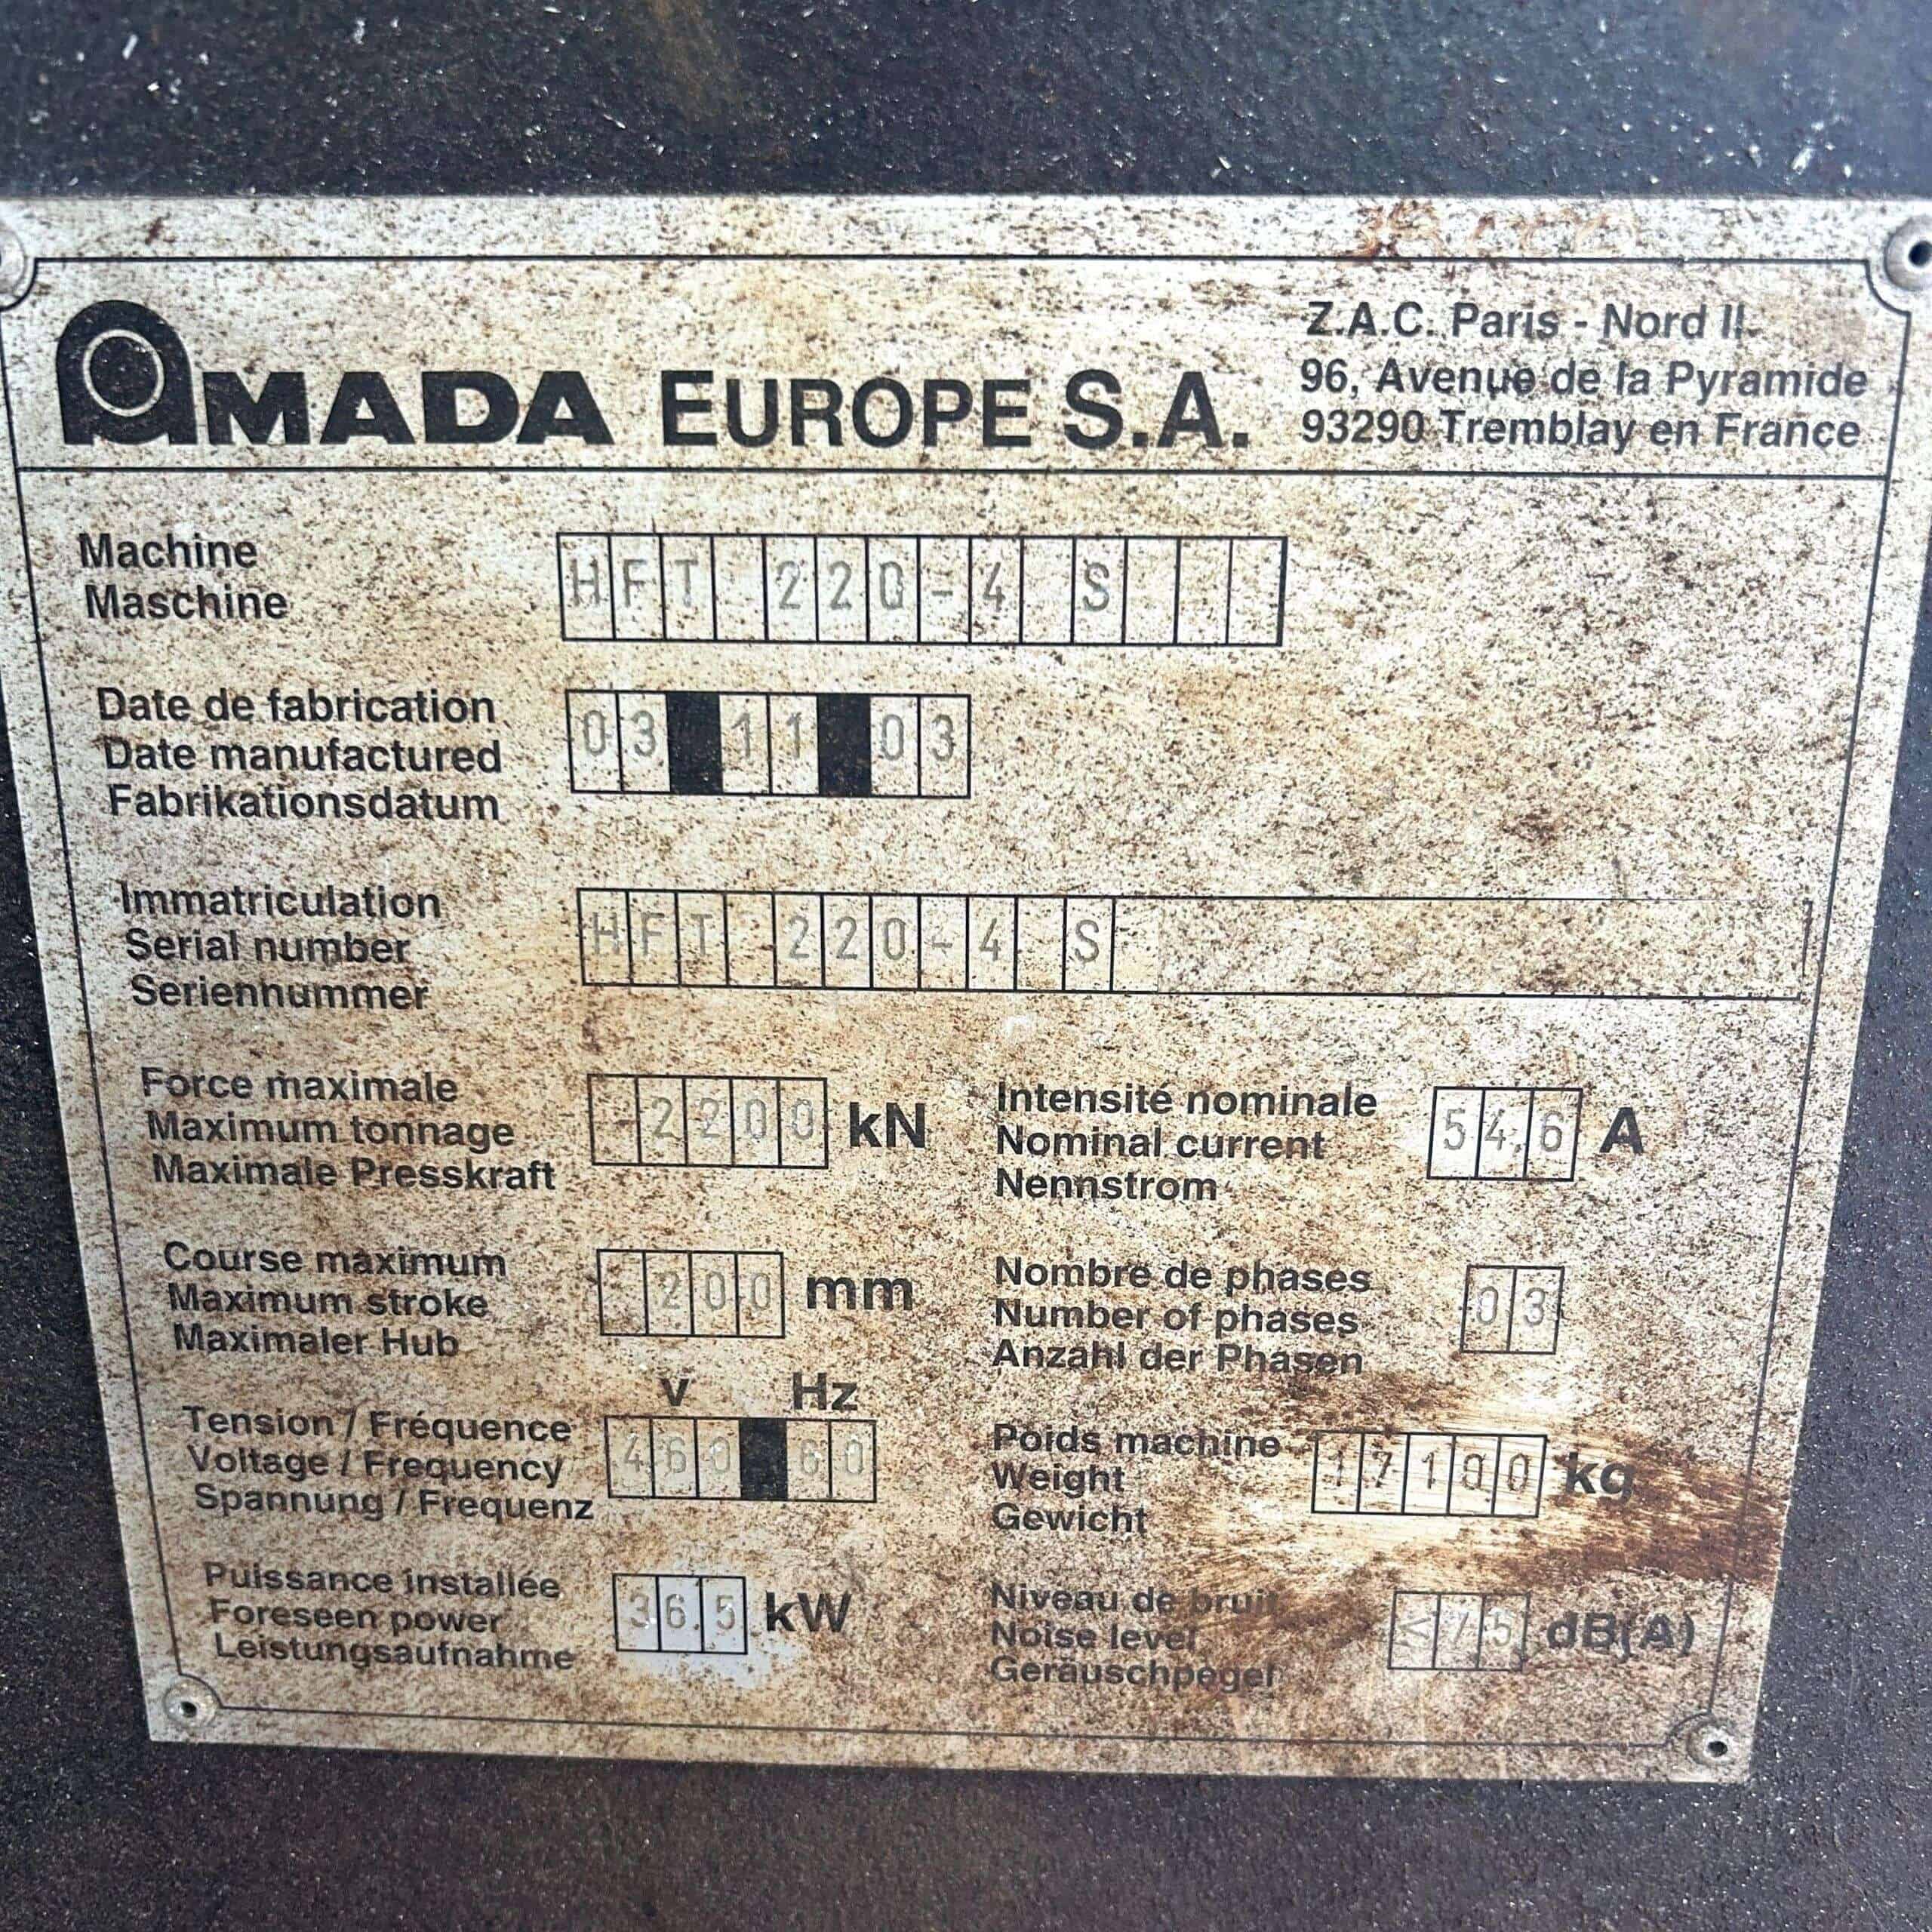 AMADA EUROPE S.A.
Z.A.C. Paris - Nord II
96, Avenue de la Pyramide
93290 Tremblay en France
Machine
Maschine
HFT 220-4 S
Date de fabrication
Date manufactured
Fabrikationsdatum
03 11 03
Immatriculation
Serial number
Seriennummer
HFT 220-4 S
Force maximale
Maximum tonnage
Maximale Presskraft
2200 kN
Intensité nominale
Nominal current
Nennstrom
54,6 A
Course maximum
Maximum stroke
Maximaler Hub
200 mm
Nombre de phases
Number of phases
Anzahl der Phasen
03
V Hz
Tension / Fréquence
Voltage / Frequency
Spannung / Frequenz
460 60
Poids machine
Weight
Gewicht
17100 kg
Puissance installée
Foreseen power
Leistungsaufnahme
36,5 kW
Niveau de bruit
Noise level
Geräuschpegel
<75 dB(A)